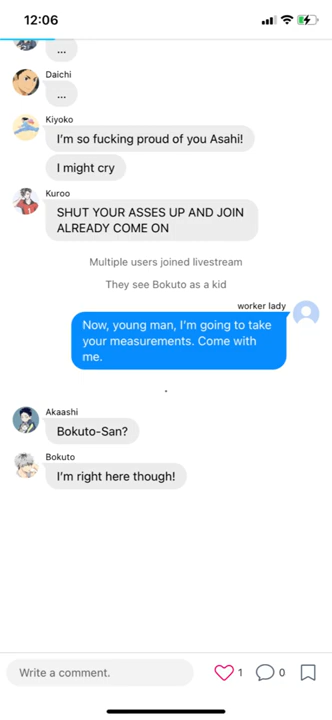 12:06
...
Daichi
...
Kiyoko
I'm so fucking proud of you Asahi!
I might cry
Kuroo
SHUT YOUR ASSES UP AND JOIN
ALREADY COME ON
Multiple users joined livestream
They see Bokuto as a kid
worker lady
Now, young man, I'm going to take
your measurements. Come with
me.
.
Akaashi
Bokuto-San?
Bokuto
I'm right here though!
Write a comment.
1
0